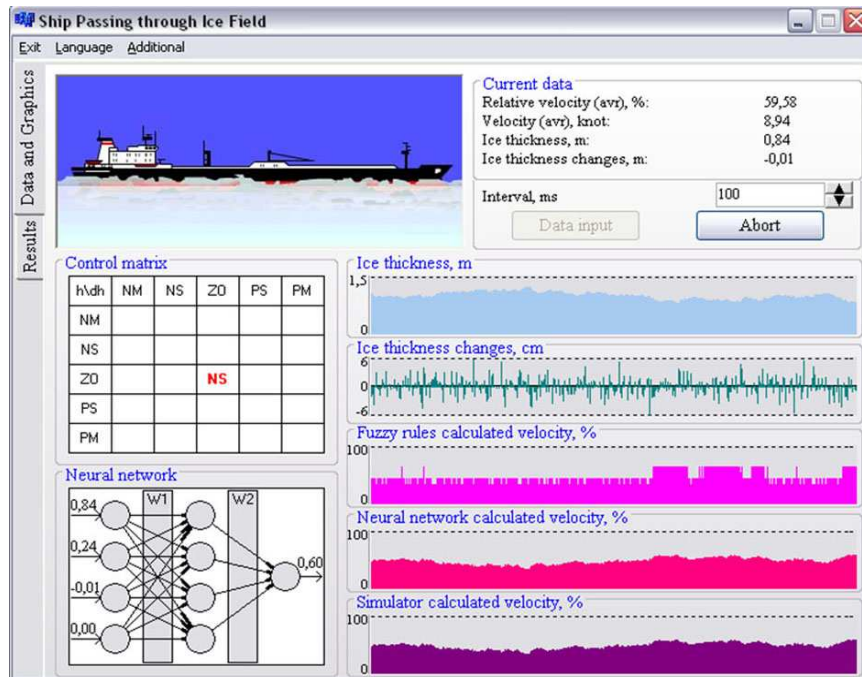 Ship Passing through Ice Field
Exit Language Additional
Data and Graphics
Results
Current data
Relative velocity (avr), %: 59,58
Velocity (avr), knot: 8,94
Ice thickness, m: 0,84
Ice thickness changes, m: -0,01
Interval, ms 100
Data input Abort
Control matrix
h\dh NM NS ZO PS PM
NM
NS
ZO NS
PS
PM
Neural network
W1 W2
0,84
0,24
-0,01
0,00
0,60
Ice thickness, m
1,5
0
Ice thickness changes, cm
6
0
-6
Fuzzy rules calculated velocity, %
100
0
Neural network calculated velocity, %
100
0
Simulator calculated velocity, %
100
0